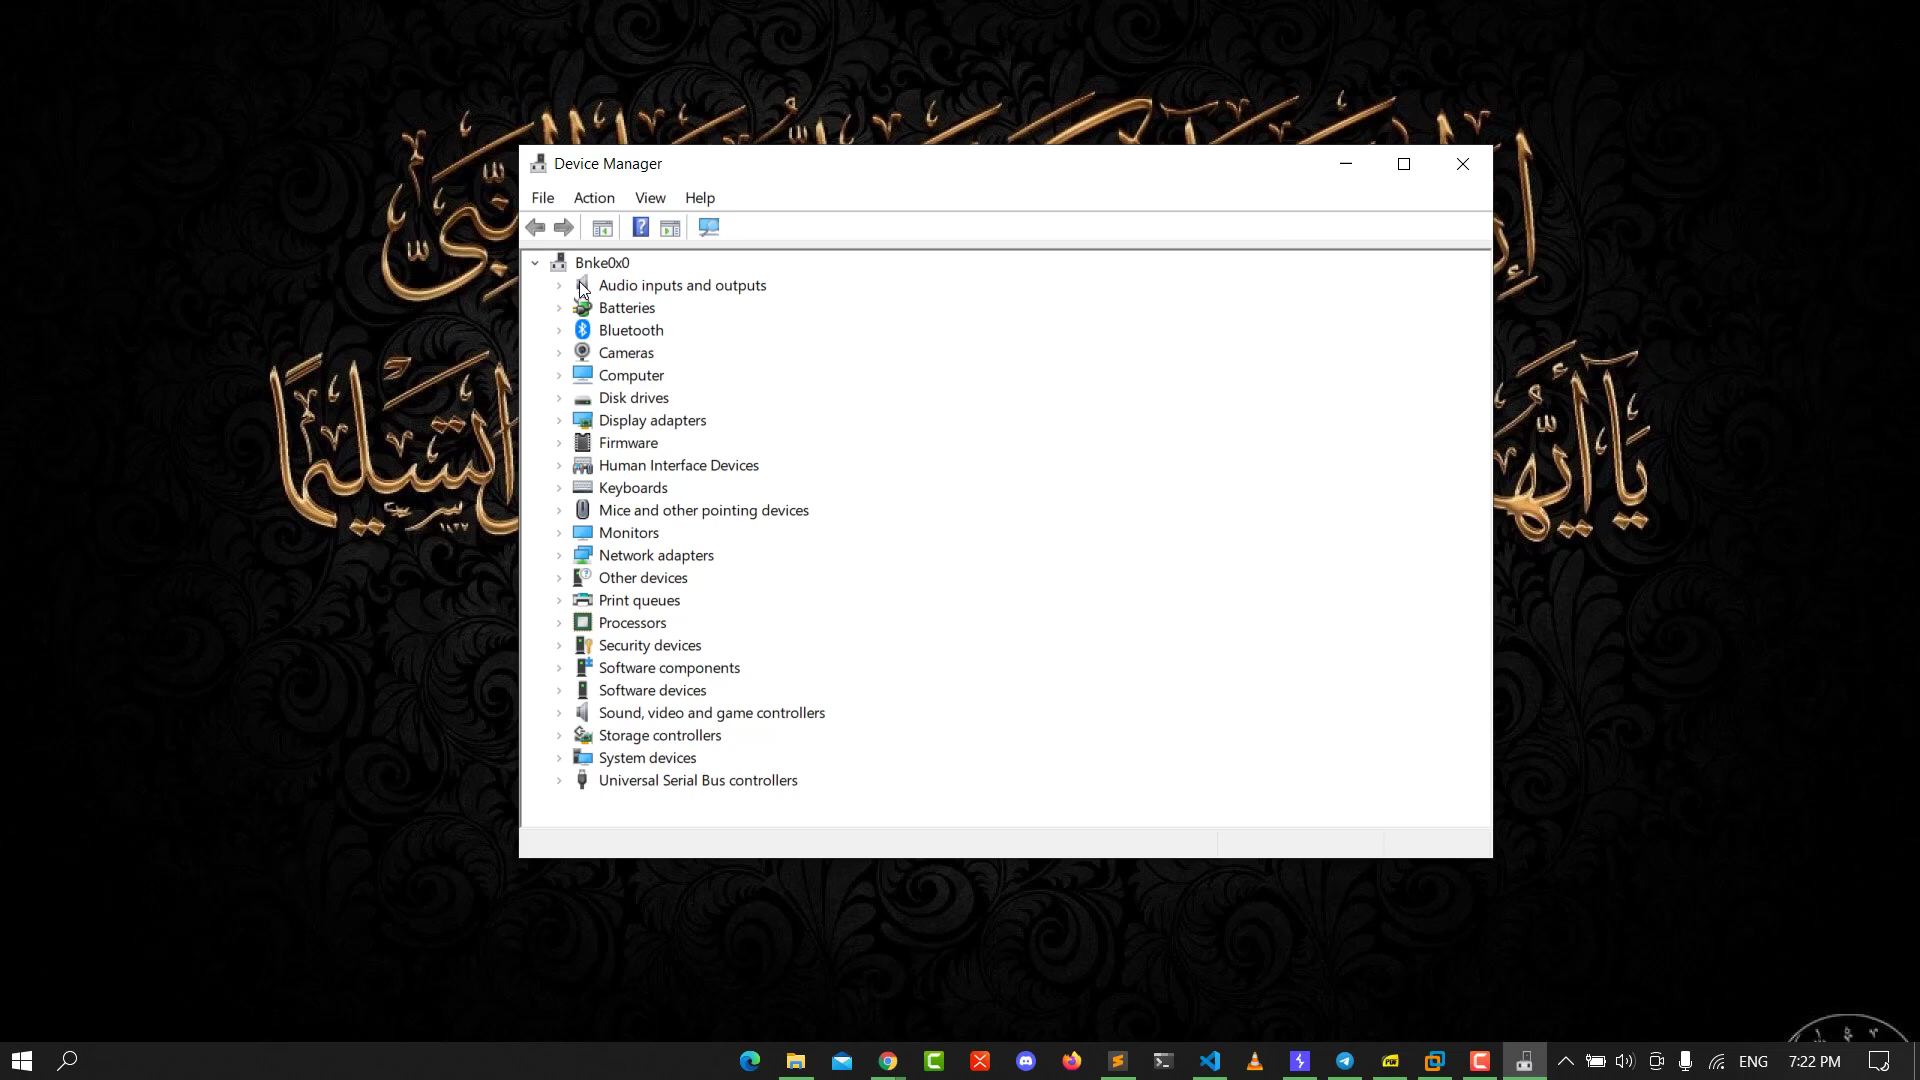 Device Manager
File Action View Help
Bnke0x0
Audio inputs and outputs
Batteries
Bluetooth
Cameras
Computer
Disk drives
Display adapters
Firmware
Human Interface Devices
Keyboards
Mice and other pointing devices
Monitors
Network adapters
Other devices
Print queues
Processors
Security devices
Software components
Software devices
Sound, video and game controllers
Storage controllers
System devices
Universal Serial Bus controllers
ENG 7:22 PM